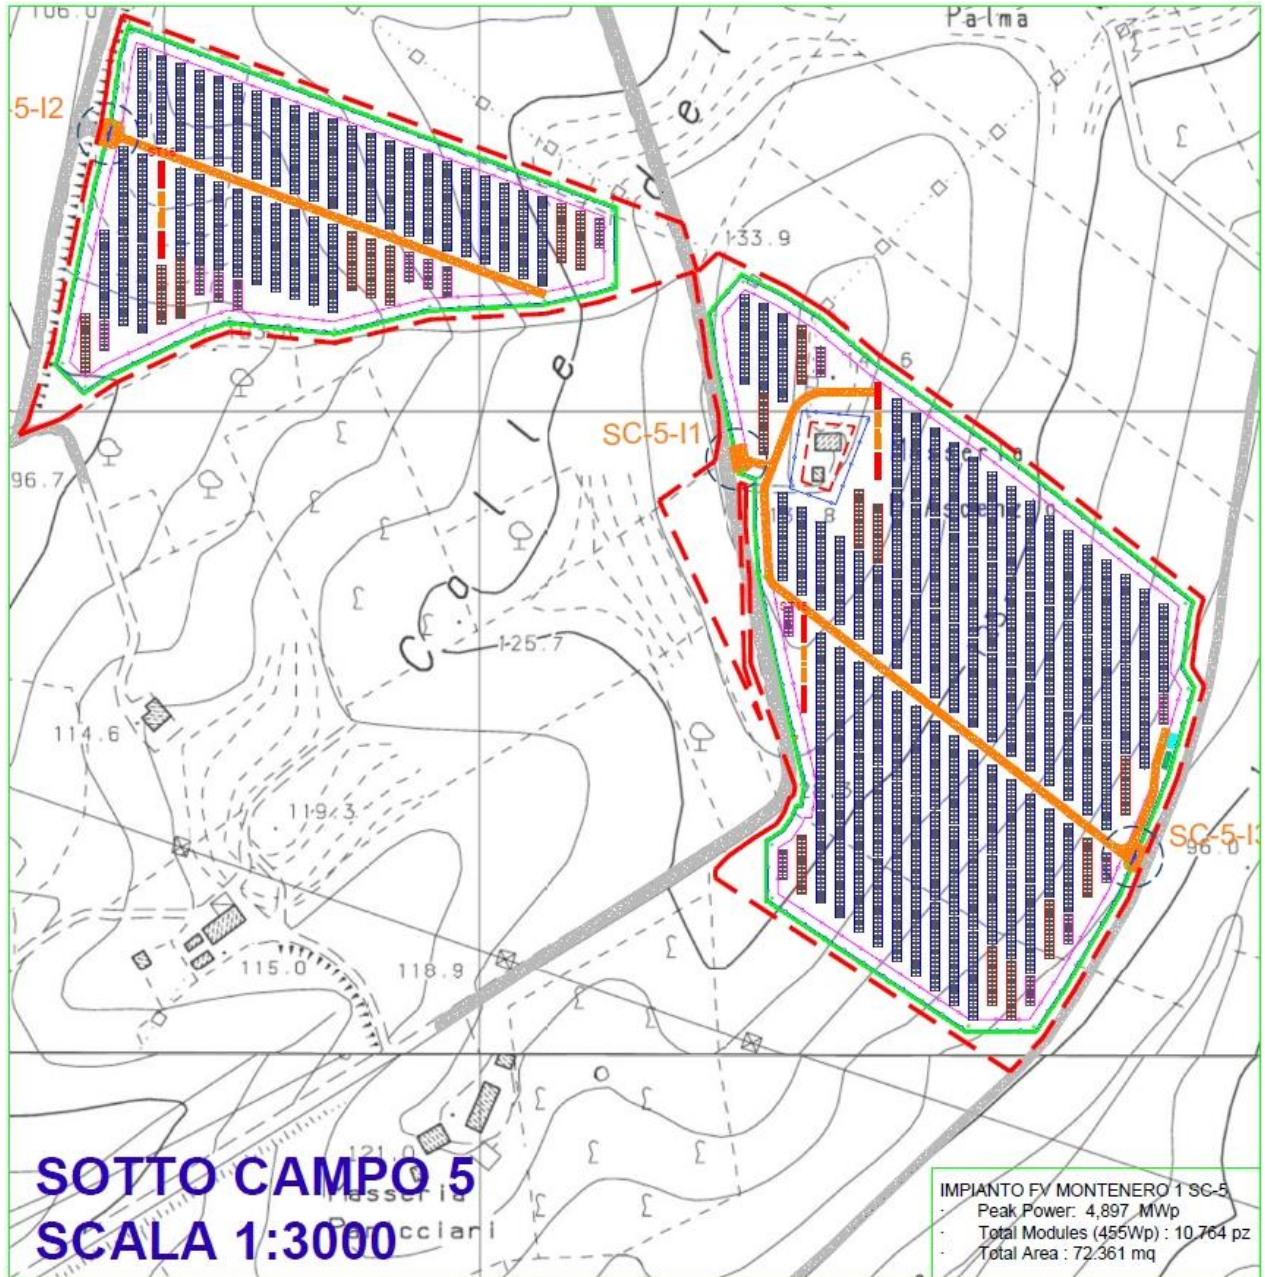 106.0
Palma
5-I2
del
133.9
SC-5-I1
96.7
Colle
125.7
114.6
SC-5-I3
96.0
119.3
115.0
118.9
121.0
SOTTO CAMPO 5
Masseria
SCALA 1:3000
IMPIANTO FV MONTENERO 1 SC-5
· Peak Power: 4,897 MWp
· Total Modules (455Wp) : 10.764 pz
· Total Area : 72.361 mq